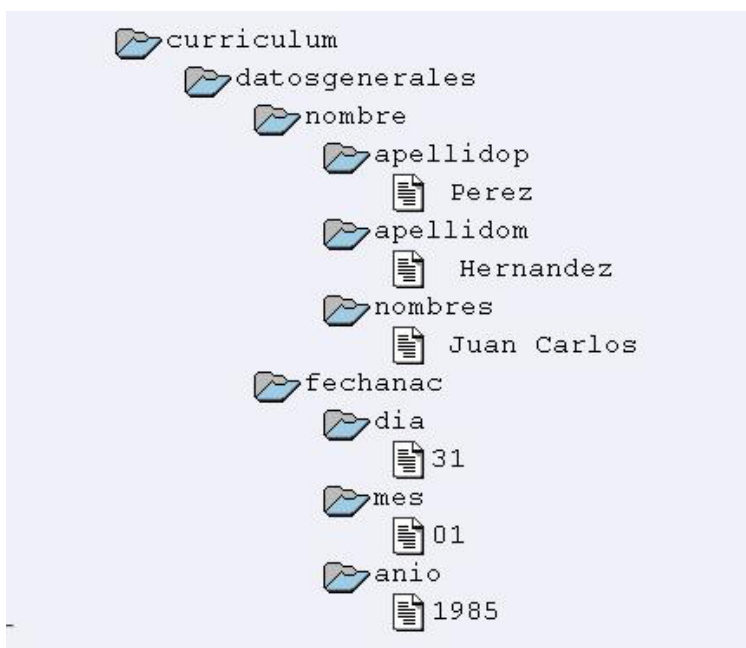 curriculum
datosgenerales
nombre
apellidop
Perez
apellidom
Hernandez
nombres
Juan Carlos
fechanac
dia
31
mes
01
anio
1985